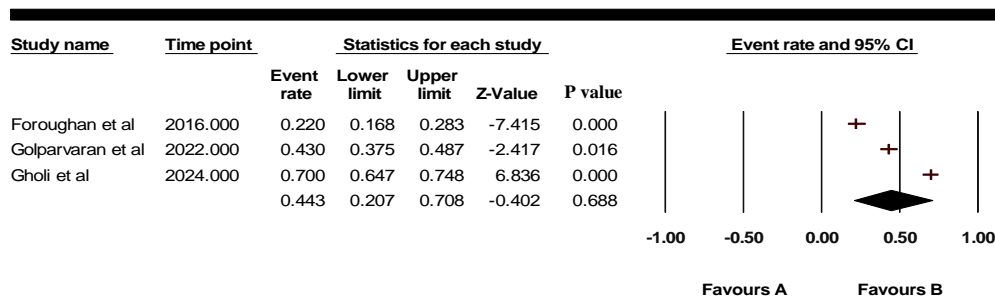 Study name Time point Statistics for each study Event rate and 95% CI
Event rate Lower limit Upper limit Z-Value P value
Foroughan et al 2016.000 0.220 0.168 0.283 -7.415 0.000
Golparvaran et al 2022.000 0.430 0.375 0.487 -2.417 0.016
Gholi et al 2024.000 0.700 0.647 0.748 6.836 0.000
0.443 0.207 0.708 -0.402 0.688
-1.00 -0.50 0.00 0.50 1.00
Favours A Favours B